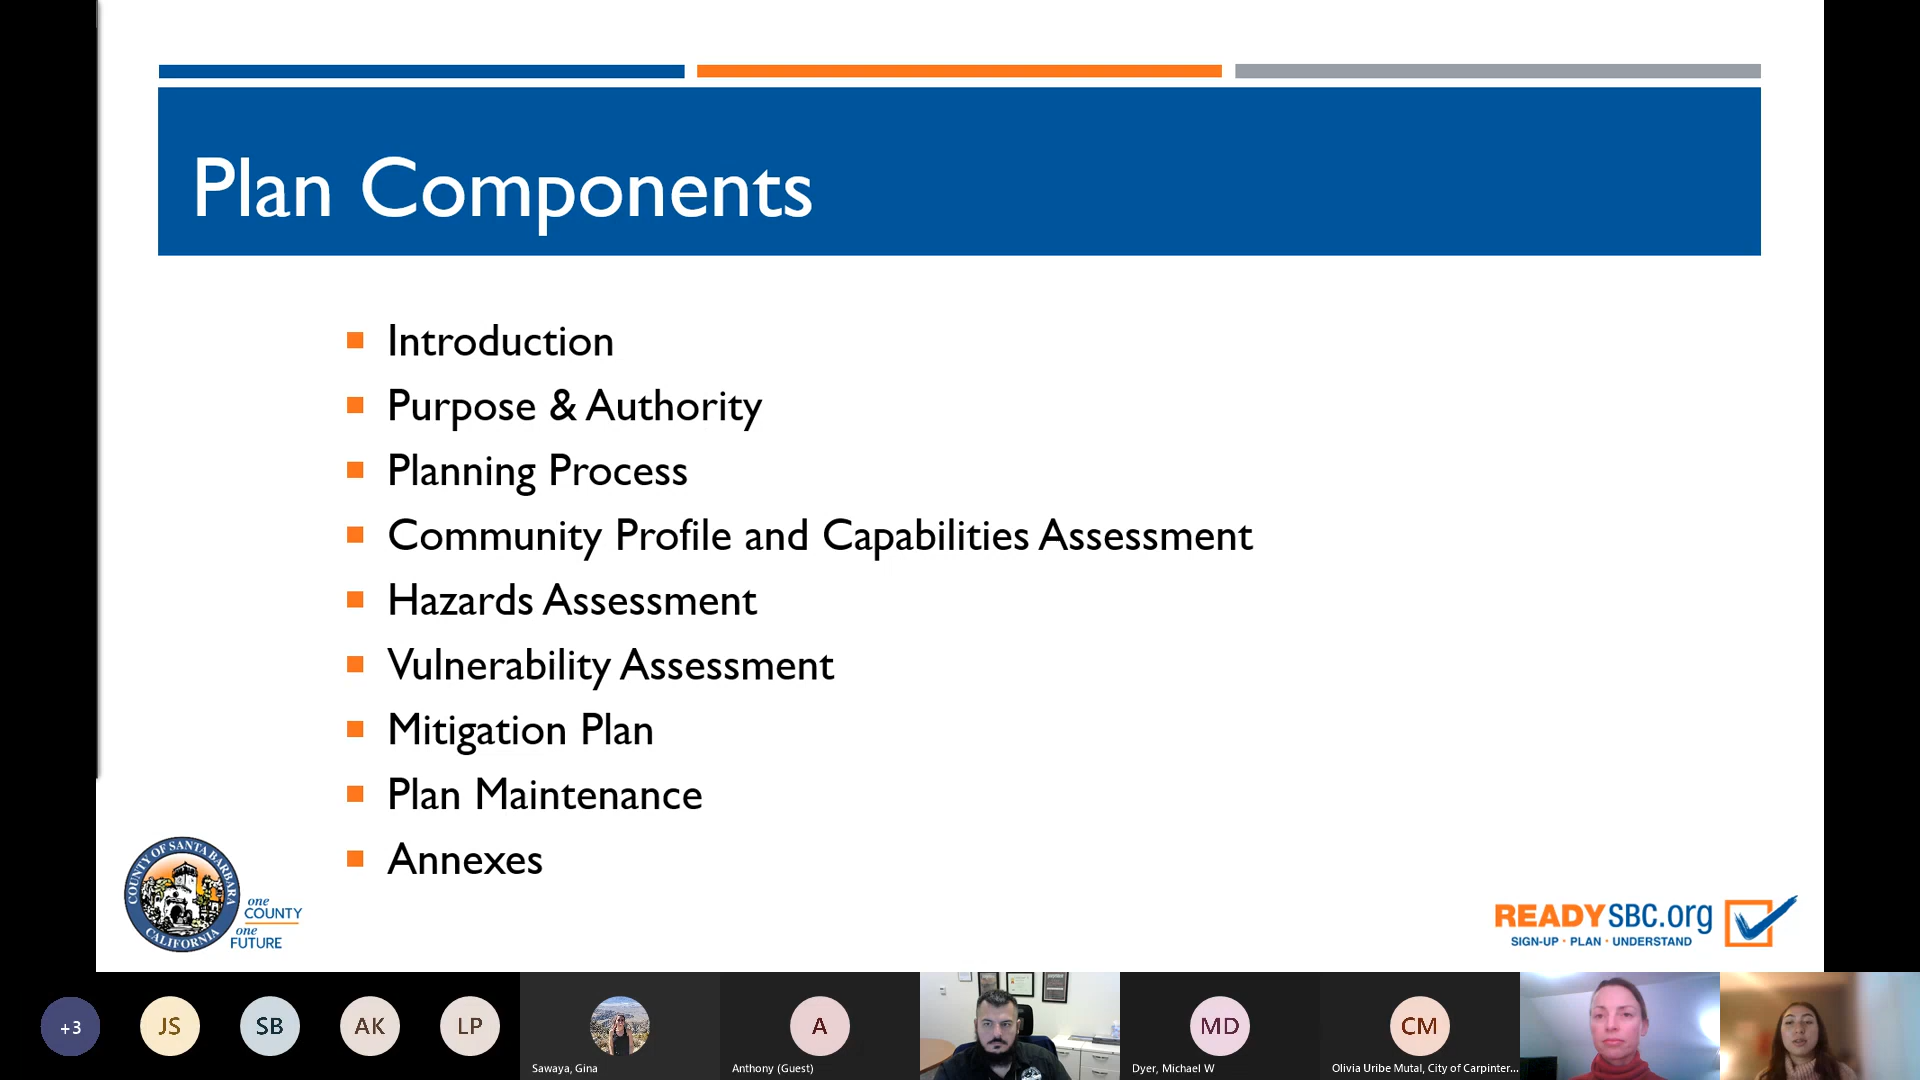 Plan Components
Introduction
Purpose & Authority
Planning Process
Community Profile and Capabilities Assessment
Hazards Assessment
Vulnerability Assessment
Mitigation Plan
Plan Maintenance
Annexes
COUNTY OF SANTA BARBARA
CALIFORNIA
one
COUNTY
one
FUTURE
READYSBC.org
SIGN-UP · PLAN · UNDERSTAND
+3
JS
SB
AK
LP
A
MD
CM
Sawaya, Gina
Anthony (Guest)
Dyer, Michael W
Olivia Uribe Mutal, City of Carpinter...